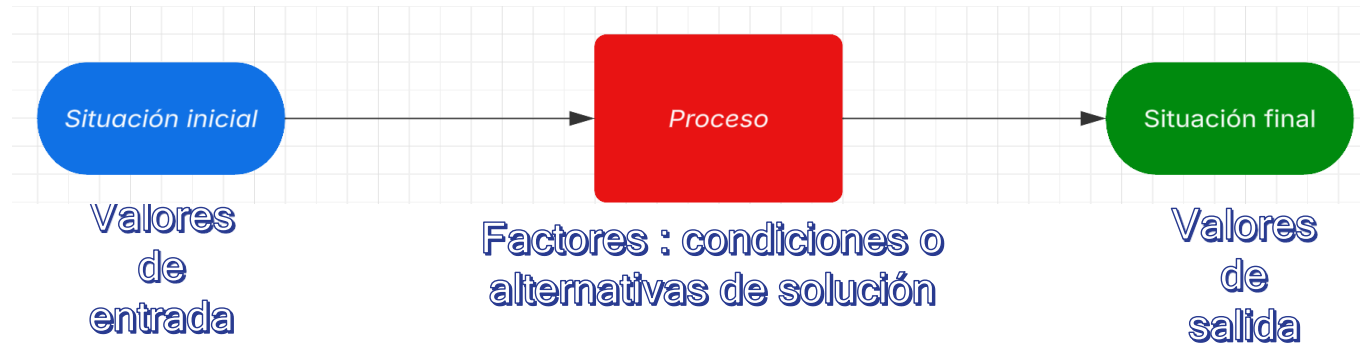 Situación inicial
Proceso
Situación final
Valores
de
entrada
Factores : condiciones o
alternativas de solución
Valores
de
salida